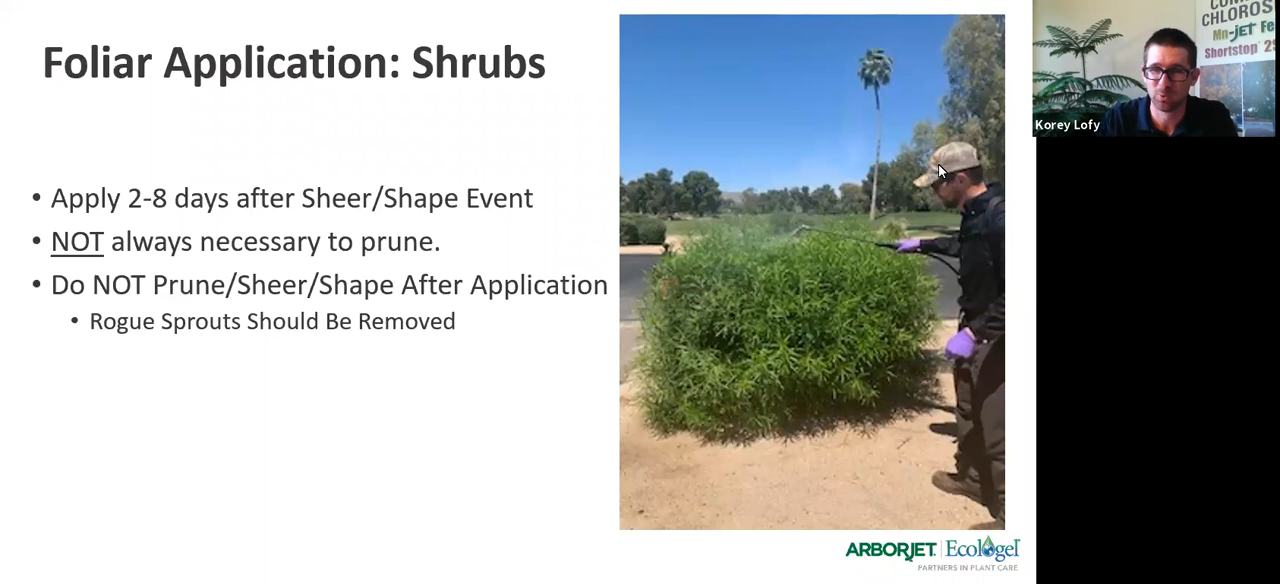 Foliar Application: Shrubs
• Apply 2-8 days after Sheer/Shape Event
• NOT always necessary to prune.
• Do NOT Prune/Sheer/Shape After Application
• Rogue Sprouts Should Be Removed
ARBORJET | Ecologel
PARTNERS IN PLANT CARE
CHLOROS
Mn-JET Fe
Shortstop
Korey Lofy